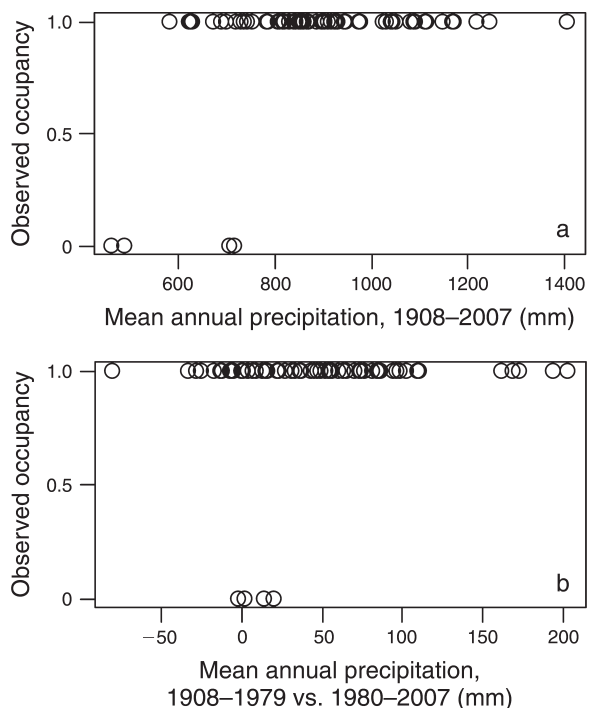 Observed occupancy
1.0
0.5
0
a
600 800 1000 1200 1400
Mean annual precipitation, 1908–2007 (mm)
Observed occupancy
1.0
0.5
0
b
−50 0 50 100 150 200
Mean annual precipitation,
1908–1979 vs. 1980–2007 (mm)